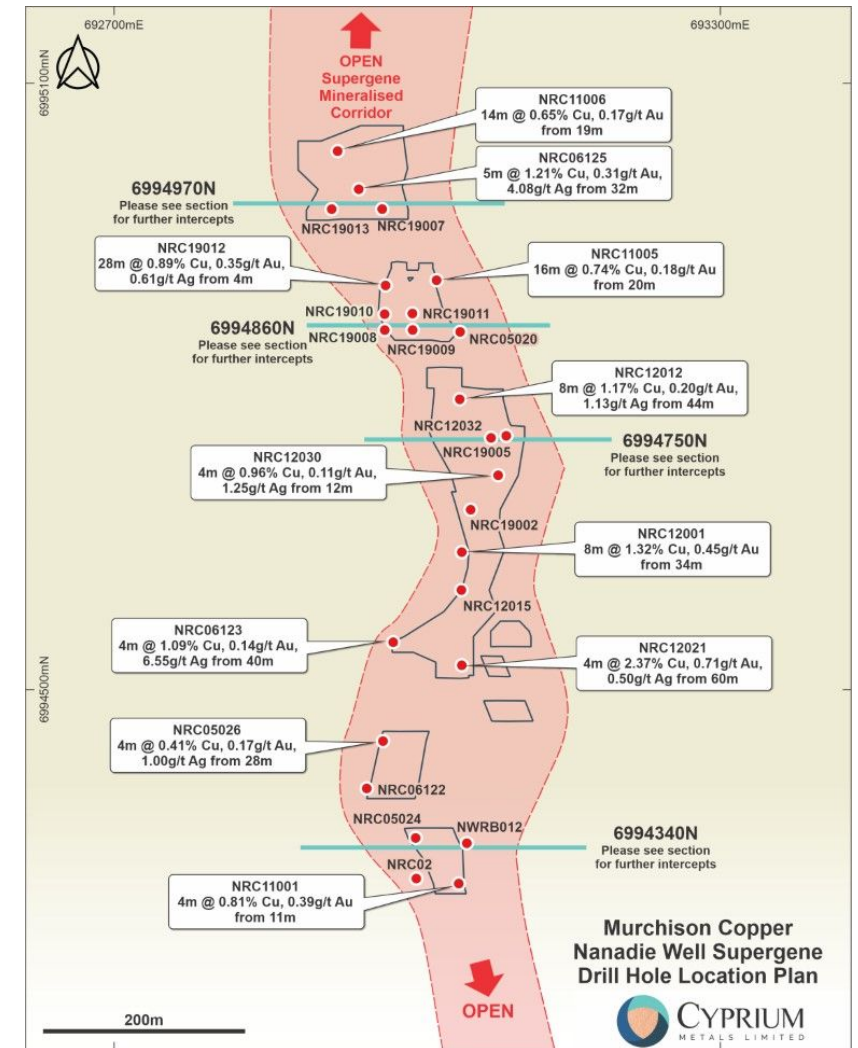 692700mE
693300mE
6995100mN
OPEN
Supergene
Mineralised
Corridor
NRC11006
14m @ 0.65% Cu, 0.17g/t Au
from 19m
NRC06125
5m @ 1.21% Cu, 0.31g/t Au,
4.08g/t Ag from 32m
6994970N
Please see section
for further intercepts
NRC19013
NRC19007
NRC19012
28m @ 0.89% Cu, 0.35g/t Au,
0.61g/t Ag from 4m
NRC11005
16m @ 0.74% Cu, 0.18g/t Au
from 20m
NRC19010
NRC19011
6994860N
Please see section
for further intercepts
NRC19008
NRC19009
NRC05020
NRC12012
8m @ 1.17% Cu, 0.20g/t Au,
1.13g/t Ag from 44m
NRC12032
NRC19005
6994750N
Please see section
for further intercepts
NRC12030
4m @ 0.96% Cu, 0.11g/t Au,
1.25g/t Ag from 12m
NRC19002
NRC12001
8m @ 1.32% Cu, 0.45g/t Au
from 34m
NRC12015
NRC06123
4m @ 1.09% Cu, 0.14g/t Au,
6.55g/t Ag from 40m
NRC12021
4m @ 2.37% Cu, 0.71g/t Au,
0.50g/t Ag from 60m
6994500mN
NRC05026
4m @ 0.41% Cu, 0.17g/t Au,
1.00g/t Ag from 28m
NRC06122
NRC05024
NWRB012
6994340N
Please see section
for further intercepts
NRC02
NRC11001
4m @ 0.81% Cu, 0.39g/t Au
from 11m
OPEN
Murchison Copper
Nanadie Well Supergene
Drill Hole Location Plan
200m
CYPRIUM
METALS LIMITED